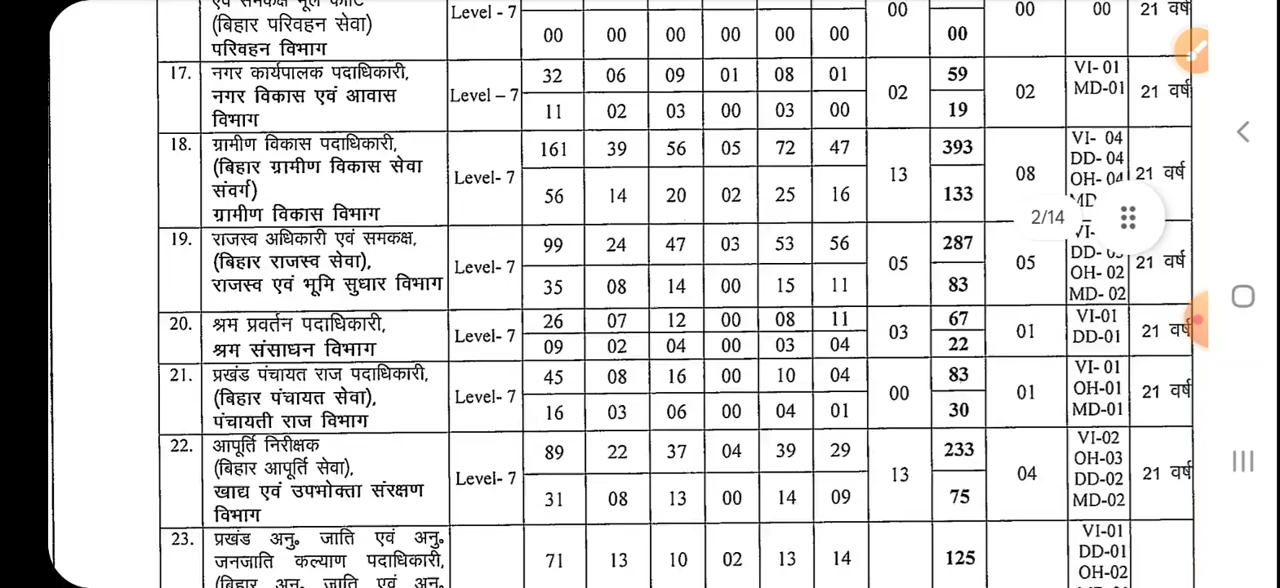 एवं समकक्ष मूल कोटि
(बिहार परिवहन सेवा)
परिवहन विभाग
Level - 7
00 00 00 21 वर्ष
00 00 00 00 00 00 00
17. नगर कार्यपालक पदाधिकारी,
नगर विकास एवं आवास
विभाग
Level – 7
32 06 09 01 08 01 59
11 02 03 00 03 00 19
02 02
VI- 01
MD-01
21 वर्ष
18. ग्रामीण विकास पदाधिकारी,
(बिहार ग्रामीण विकास सेवा
संवर्ग)
ग्रामीण विकास विभाग
Level- 7
161 39 56 05 72 47 393
56 14 20 02 25 16 133
13 08
VI- 04
DD- 04
OH- 04
21 वर्ष
2/14
19. राजस्व अधिकारी एवं समकक्ष,
(बिहार राजस्व सेवा),
राजस्व एवं भूमि सुधार विभाग
Level- 7
99 24 47 03 53 56 287
35 08 14 00 15 11 83
05 05
OH- 02
MD- 02
21 वर्ष
20. श्रम प्रवर्तन पदाधिकारी,
श्रम संसाधन विभाग
Level- 7
26 07 12 00 08 11 67
09 02 04 00 03 04 22
03 01
VI-01
DD-01
21 वर्ष
21. प्रखंड पंचायत राज पदाधिकारी,
(बिहार पंचायत सेवा),
पंचायती राज विभाग
Level- 7
45 08 16 00 10 04 83
16 03 06 00 04 01 30
00 01
VI- 01
OH-01
MD-01
21 वर्ष
22. आपूर्ति निरीक्षक
(बिहार आपूर्ति सेवा),
खाद्य एवं उपभोक्ता संरक्षण
विभाग
Level- 7
89 22 37 04 39 29 233
31 08 13 00 14 09 75
13 04
VI-02
OH-03
DD-02
MD-02
21 वर्ष
23. प्रखंड अनु० जाति एवं अनु०
जनजाति कल्याण पदाधिकारी,
(बिहार अनु० जाति एवं अनु०
71 13 10 02 13 14 125
VI-01
DD-01
OH-02